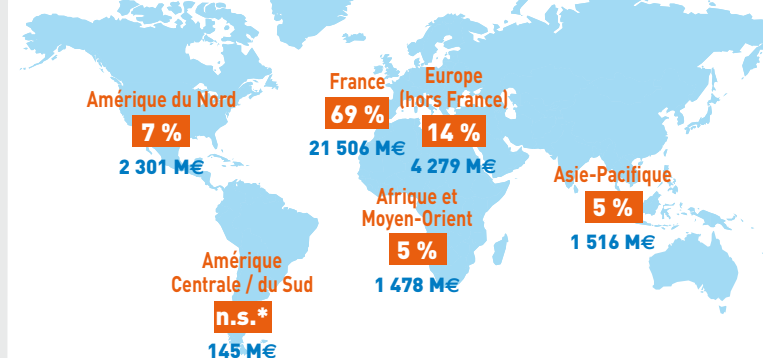 Amérique du Nord
7 %
2 301 M€
France
69 %
21 506 M€
Europe
(hors France)
14 %
4 279 M€
Asie-Pacifique
5 %
1 516 M€
Afrique et
Moyen-Orient
5 %
1 478 M€
Amérique
Centrale / du Sud
n.s.*
145 M€